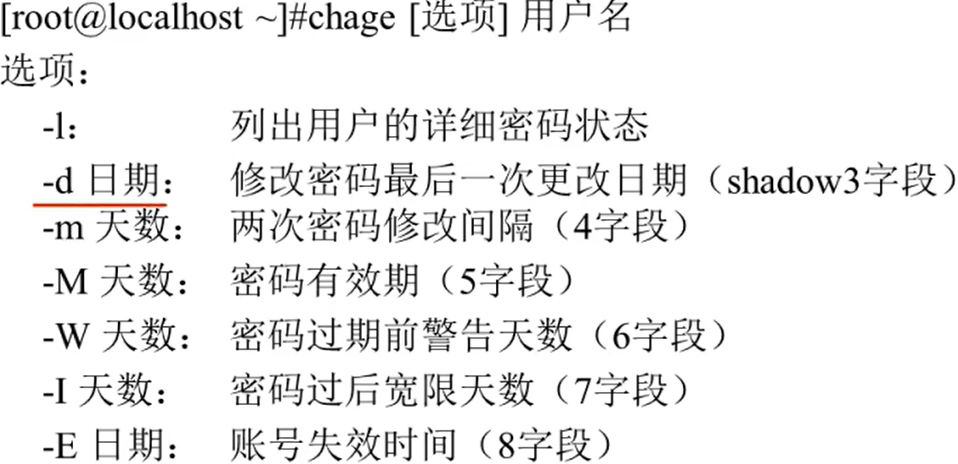 [root@localhost ~]#chage [选项] 用户名
选项：
-l： 列出用户的详细密码状态
-d 日期： 修改密码最后一次更改日期（shadow3字段）
-m 天数： 两次密码修改间隔（4字段）
-M 天数： 密码有效期（5字段）
-W 天数： 密码过期前警告天数（6字段）
-I 天数： 密码过后宽限天数（7字段）
-E 日期： 账号失效时间（8字段）